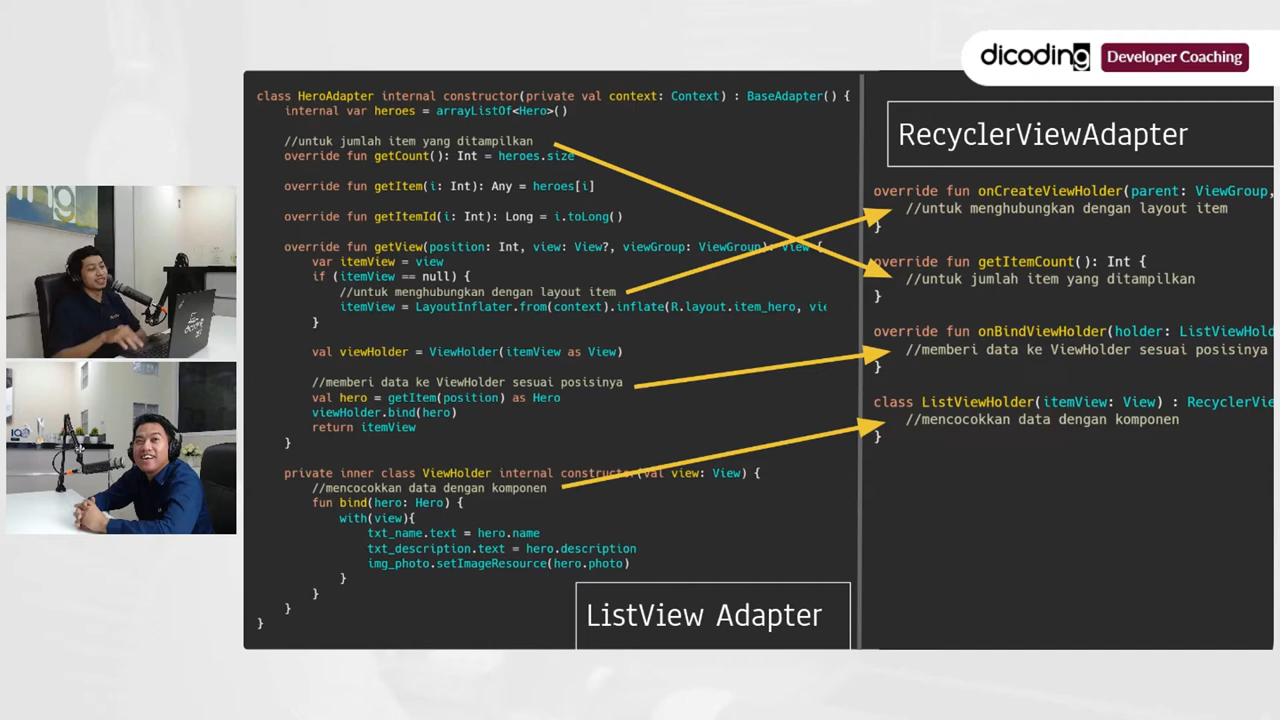 dicoding
Developer Coaching
class HeroAdapter internal constructor(private val context: Context) : BaseAdapter() {
internal var heroes = arrayListOf<Hero>()
//untuk jumlah item yang ditampilkan
override fun getCount(): Int = heroes.size
override fun getItem(i: Int): Any = heroes[i]
override fun getItemId(i: Int): Long = i.toLong()
override fun getView(position: Int, view: View?, viewGroup: ViewGroup): View {
var itemView = view
if (itemView == null) {
//untuk menghubungkan dengan layout item
itemView = LayoutInflater.from(context).inflate(R.layout.item_hero, vie
}
val viewHolder = ViewHolder(itemView as View)
//memberi data ke ViewHolder sesuai posisinya
val hero = getItem(position) as Hero
viewHolder.bind(hero)
return itemView
}
private inner class ViewHolder internal constructor(val view: View) {
//mencocokkan data dengan komponen
fun bind(hero: Hero) {
with(view){
txt_name.text = hero.name
txt_description.text = hero.description
img_photo.setImageResource(hero.photo)
}
}
}
}
ListView Adapter
RecyclerViewAdapter
override fun onCreateViewHolder(parent: ViewGroup,
//untuk menghubungkan dengan layout item
}
override fun getItemCount(): Int {
//untuk jumlah item yang ditampilkan
}
override fun onBindViewHolder(holder: ListViewHold
//memberi data ke ViewHolder sesuai posisinya
}
class ListViewHolder(itemView: View) : RecyclerVie
//mencocokkan data dengan komponen
}